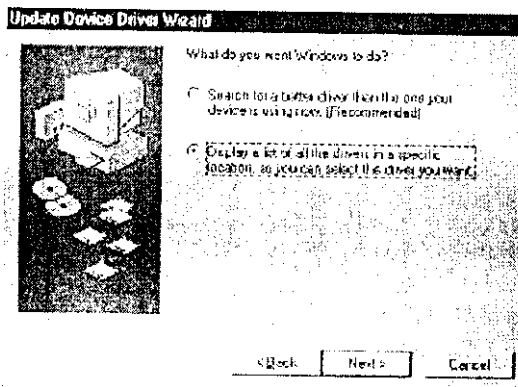 Update Device Driver Wizard
What do you want Windows to do?
Search for a better driver than the one your
device is using now. (Recommended)
Display a list of all the drivers in a specific
location, so you can select the driver you want.
< Back
Next >
Cancel